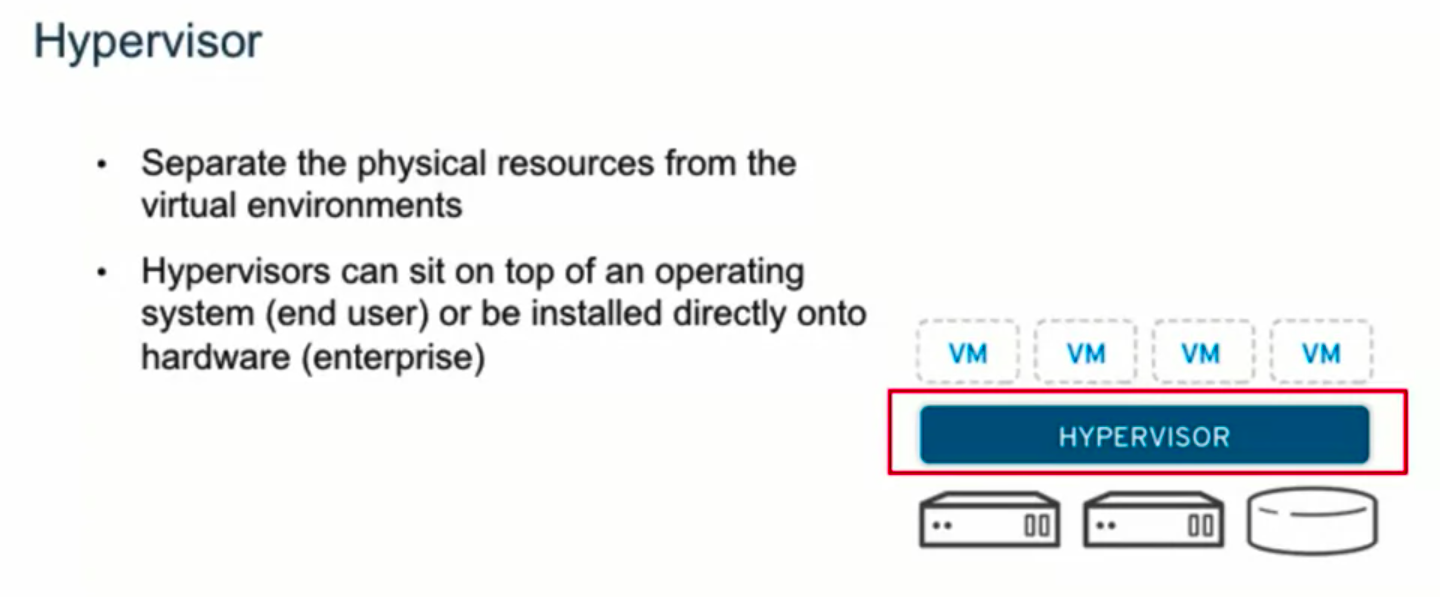 Hypervisor
• Separate the physical resources from the
virtual environments
• Hypervisors can sit on top of an operating
system (end user) or be installed directly onto
hardware (enterprise)
VM VM VM VM
HYPERVISOR